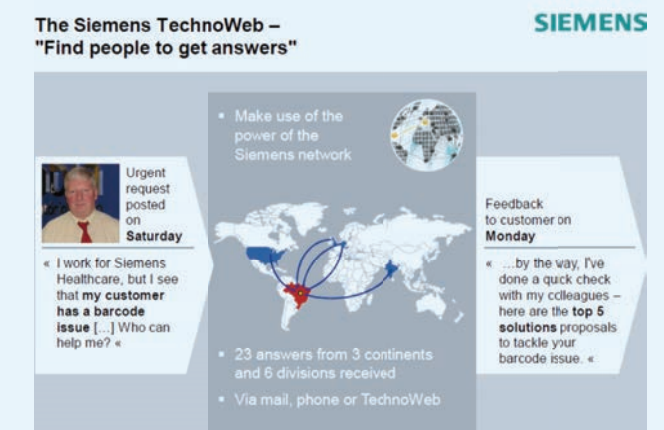 The Siemens TechnoWeb –
"Find people to get answers"
SIEMENS
Urgent
request
posted
on
Saturday
« I work for Siemens
Healthcare, but I see
that my customer
has a barcode
issue [...] Who can
help me? «
▪ Make use of the
power of the
Siemens network
▪ 23 answers from 3 continents
and 6 divisions received
▪ Via mail, phone or TechnoWeb
Feedback
to customer on
Monday
« ...by the way, I've
done a quick check
with my colleagues –
here are the top 5
solutions proposals
to tackle your
barcode issue. «